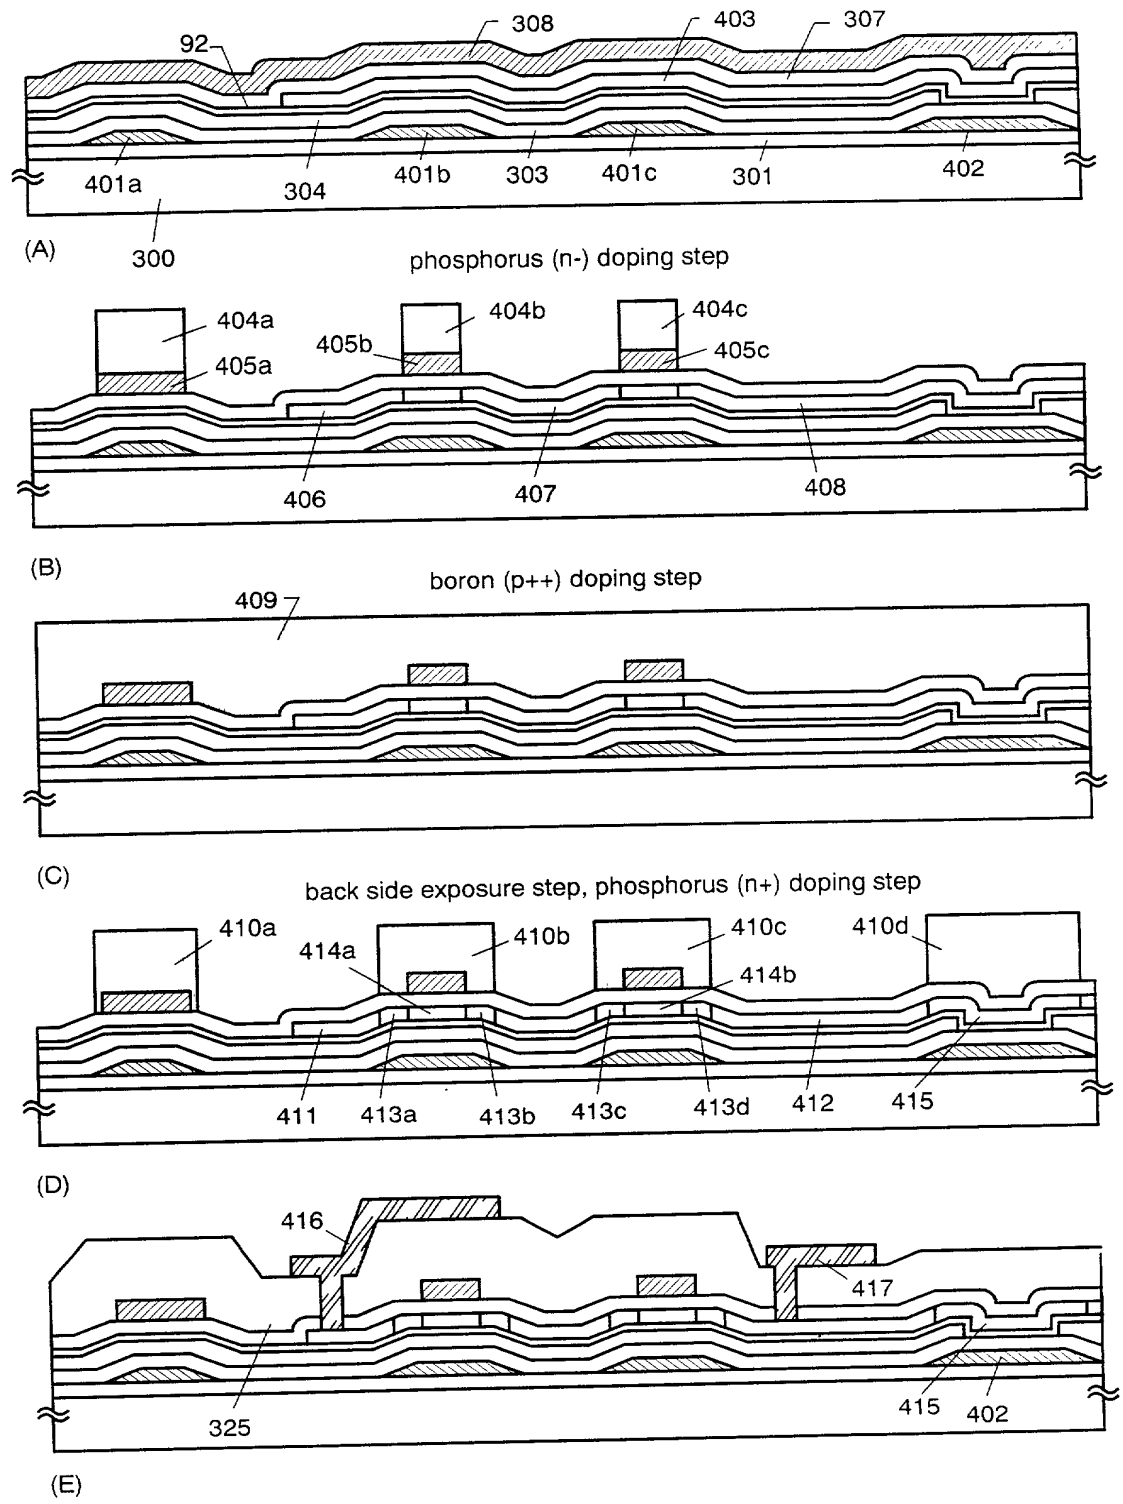 308
403
307
92
401a
304
401b
303
401c
301
402
300
(A)
phosphorus (n-) doping step
404a
405a
405b
404b
404c
405c
406
407
408
(B)
boron (p++) doping step
409
(C)
back side exposure step, phosphorus (n+) doping step
410a
414a
410b
410c
414b
410d
411
413a
413b
413c
413d
412
415
(D)
416
417
325
415
402
(E)